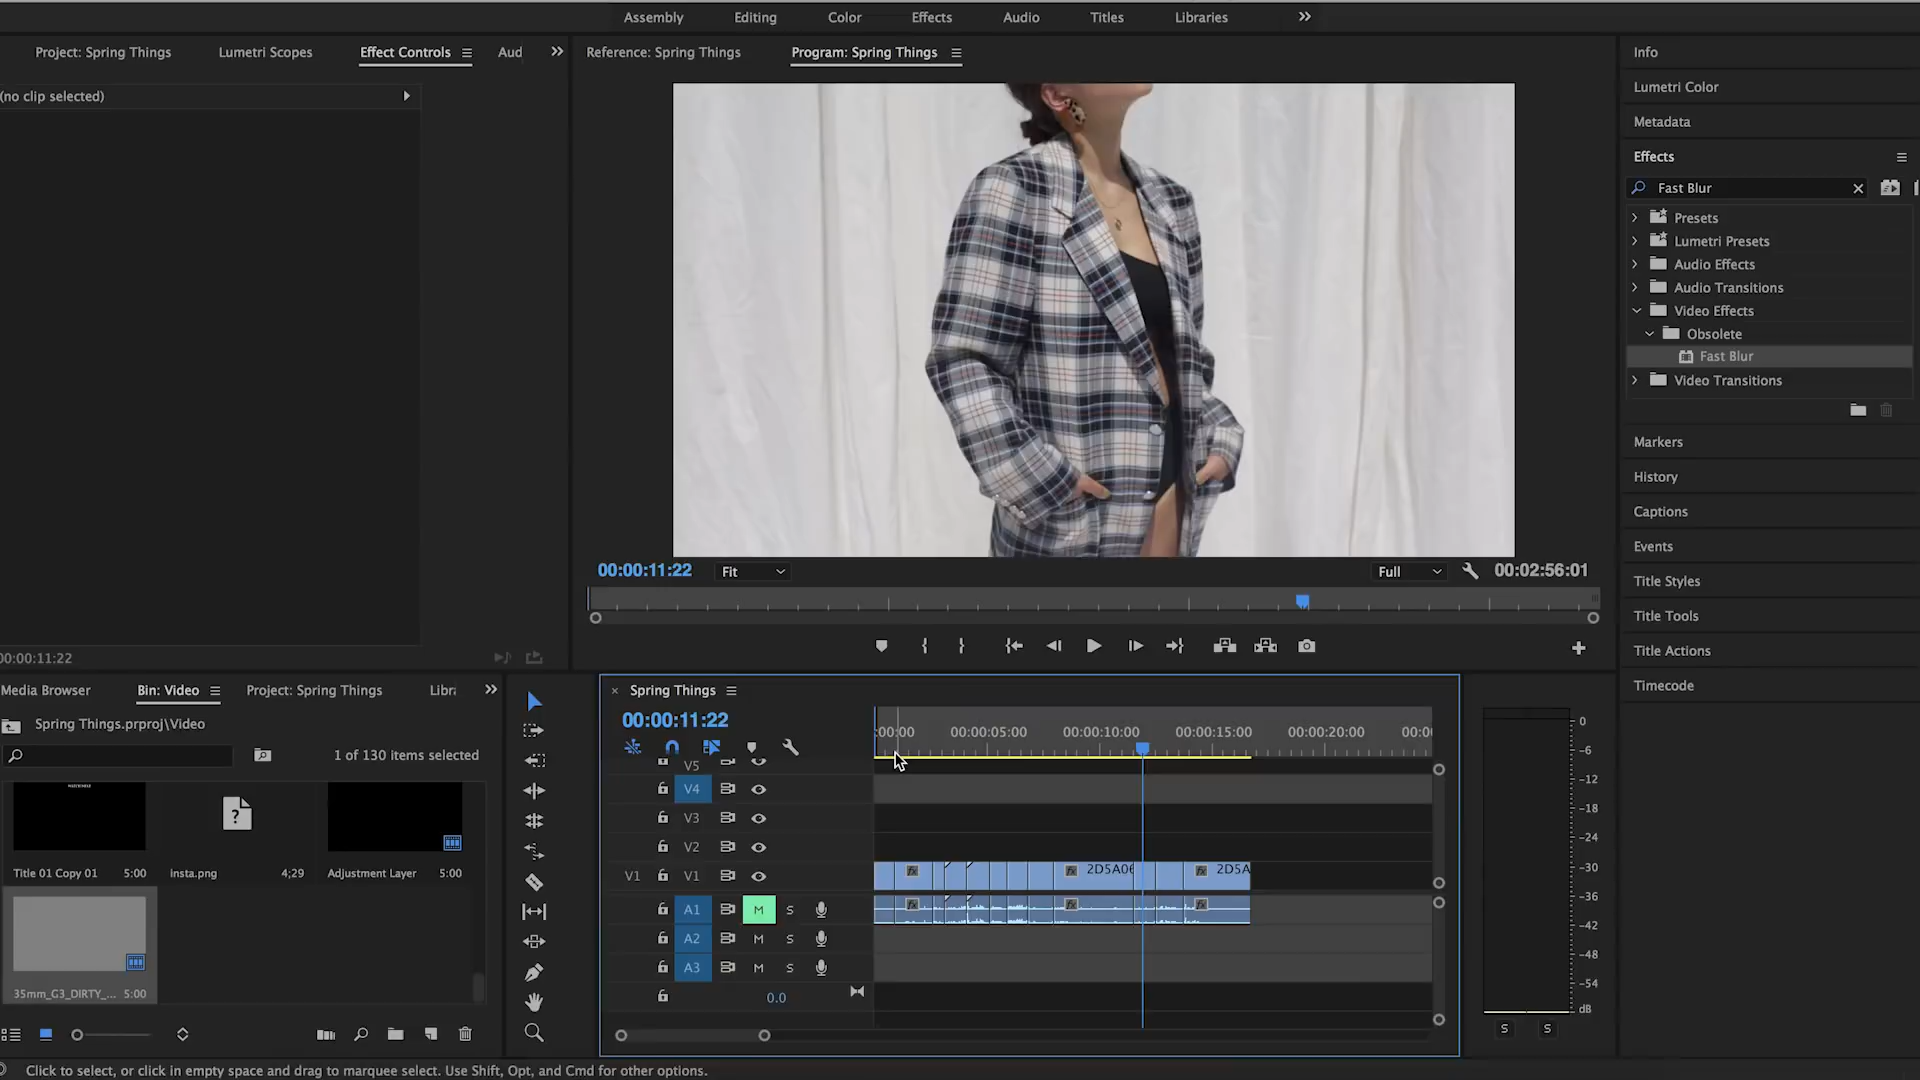 Assembly Editing Color Effects Audio Titles Libraries
Project: Spring Things Lumetri Scopes Effect Controls Aud
Reference: Spring Things Program: Spring Things
(no clip selected)
00:00:11:22 Fit Full 00:02:56:01
00:00:11:22
Info
Lumetri Color
Metadata
Effects
Fast Blur
Presets
Lumetri Presets
Audio Effects
Audio Transitions
Video Effects
Obsolete
Fast Blur
Video Transitions
Markers
History
Captions
Events
Title Styles
Title Tools
Title Actions
Timecode
Media Browser Bin: Video Project: Spring Things Libr
Spring Things.prproj\Video
1 of 130 items selected
Title 01 Copy 01 5:00
insta.png 4;29
Adjustment Layer 5:00
35mm_G3_DIRTY_... 5:00
Spring Things
00:00:11:22
:00:00 00:00:05:00 00:00:10:00 00:00:15:00 00:00:20:00 00:0
V5
V4
V3
V2
V1 V1 fx fx 2D5A06 fx 2D5A
A1 M S fx fx fx
A2 M S
A3 M S
0.0
0
-6
-12
-18
-24
-30
-36
-42
-48
-54
dB
S S
Click to select, or click in empty space and drag to marquee select. Use Shift, Opt, and Cmd for other options.